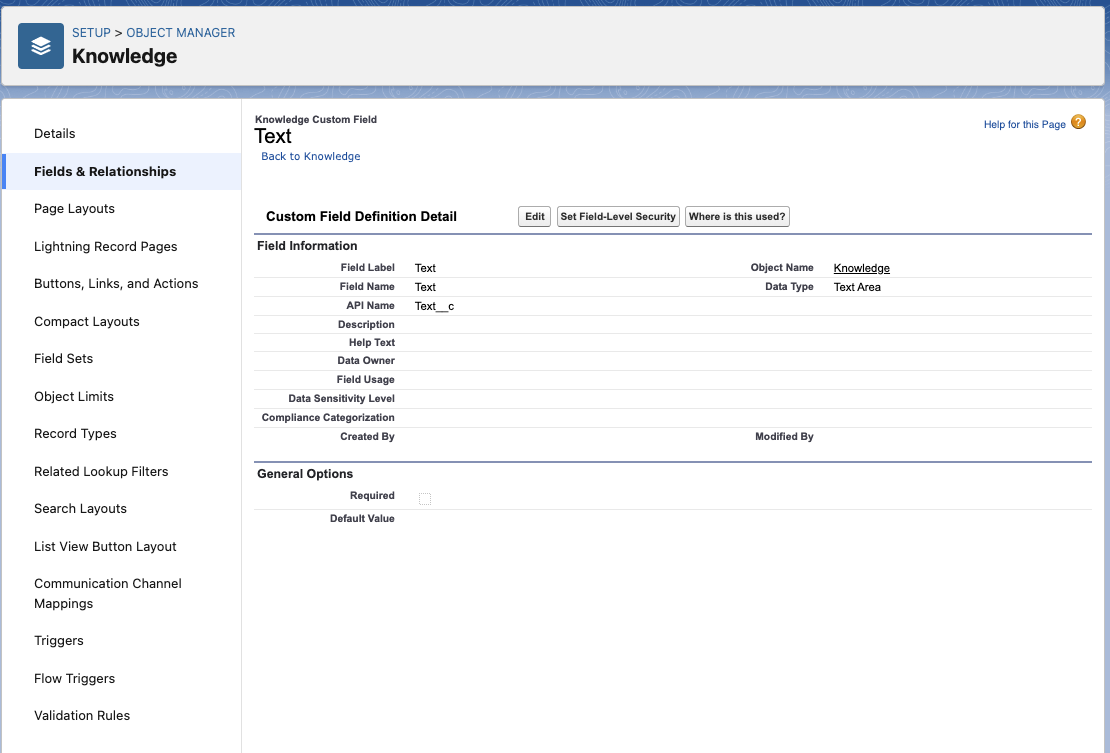 SETUP > OBJECT MANAGER
Knowledge
Details
Fields & Relationships
Page Layouts
Lightning Record Pages
Buttons, Links, and Actions
Compact Layouts
Field Sets
Object Limits
Record Types
Related Lookup Filters
Search Layouts
List View Button Layout
Communication Channel
Mappings
Triggers
Flow Triggers
Validation Rules
Knowledge Custom Field
Text
Back to Knowledge
Help for this Page ?
Custom Field Definition Detail Edit Set Field-Level Security Where is this used?
Field Information
Field Label Text Object Name Knowledge
Field Name Text Data Type Text Area
API Name Text__c
Description
Help Text
Data Owner
Field Usage
Data Sensitivity Level
Compliance Categorization
Created By Modified By
General Options
Required
Default Value